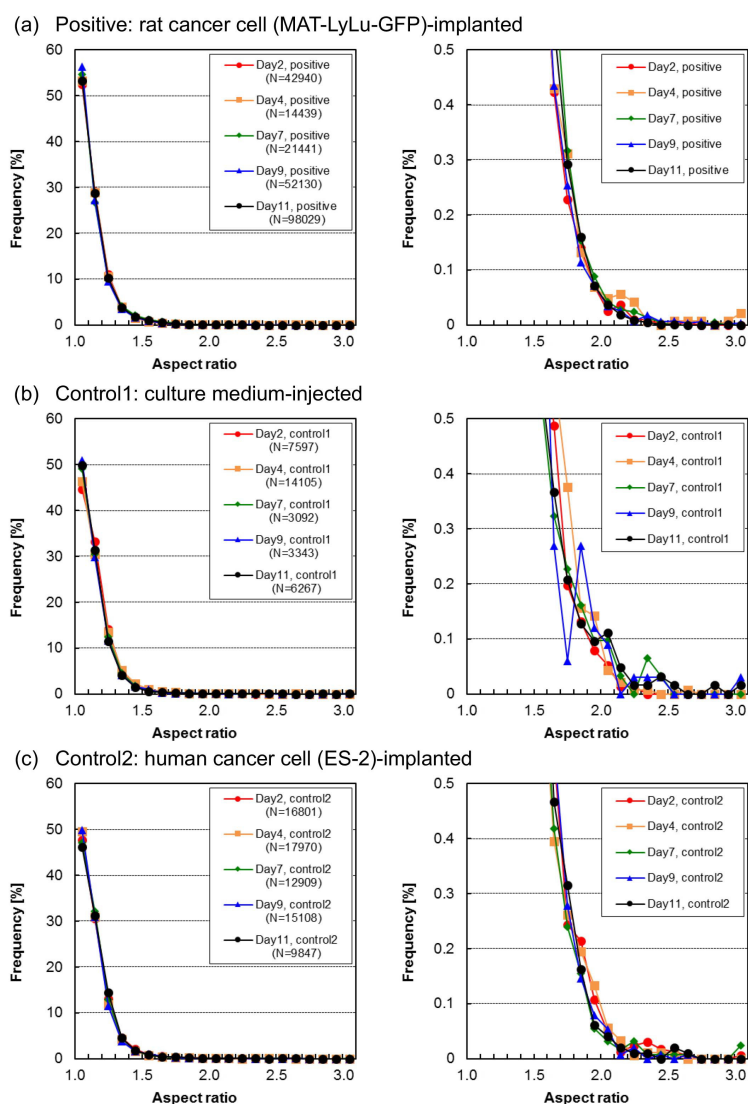 (a) Positive: rat cancer cell (MAT-LyLu-GFP)-implanted
60
50
40
30
20
10
0
Frequency [%]
Day2, positive
(N=42940)
Day4, positive
(N=14439)
Day7, positive
(N=21441)
Day9, positive
(N=52130)
Day11, positive
(N=98029)
1.0 1.5 2.0 2.5 3.0
Aspect ratio
0.5
0.4
0.3
0.2
0.1
0
Frequency [%]
Day2, positive
Day4, positive
Day7, positive
Day9, positive
Day11, positive
1.0 1.5 2.0 2.5 3.0
Aspect ratio
(b) Control1: culture medium-injected
60
50
40
30
20
10
0
Frequency [%]
Day2, control1
(N=7597)
Day4, control1
(N=14105)
Day7, control1
(N=3092)
Day9, control1
(N=3343)
Day11, control1
(N=6267)
1.0 1.5 2.0 2.5 3.0
Aspect ratio
0.5
0.4
0.3
0.2
0.1
0
Frequency [%]
Day2, control1
Day4, control1
Day7, control1
Day9, control1
Day11, control1
1.0 1.5 2.0 2.5 3.0
Aspect ratio
(c) Control2: human cancer cell (ES-2)-implanted
60
50
40
30
20
10
0
Frequency [%]
Day2, control2
(N=16801)
Day4, control2
(N=17970)
Day7, control2
(N=12909)
Day9, control2
(N=15108)
Day11, control2
(N=9847)
1.0 1.5 2.0 2.5 3.0
Aspect ratio
0.5
0.4
0.3
0.2
0.1
0
Frequency [%]
Day2, control2
Day4, control2
Day7, control2
Day9, control2
Day11, control2
1.0 1.5 2.0 2.5 3.0
Aspect ratio